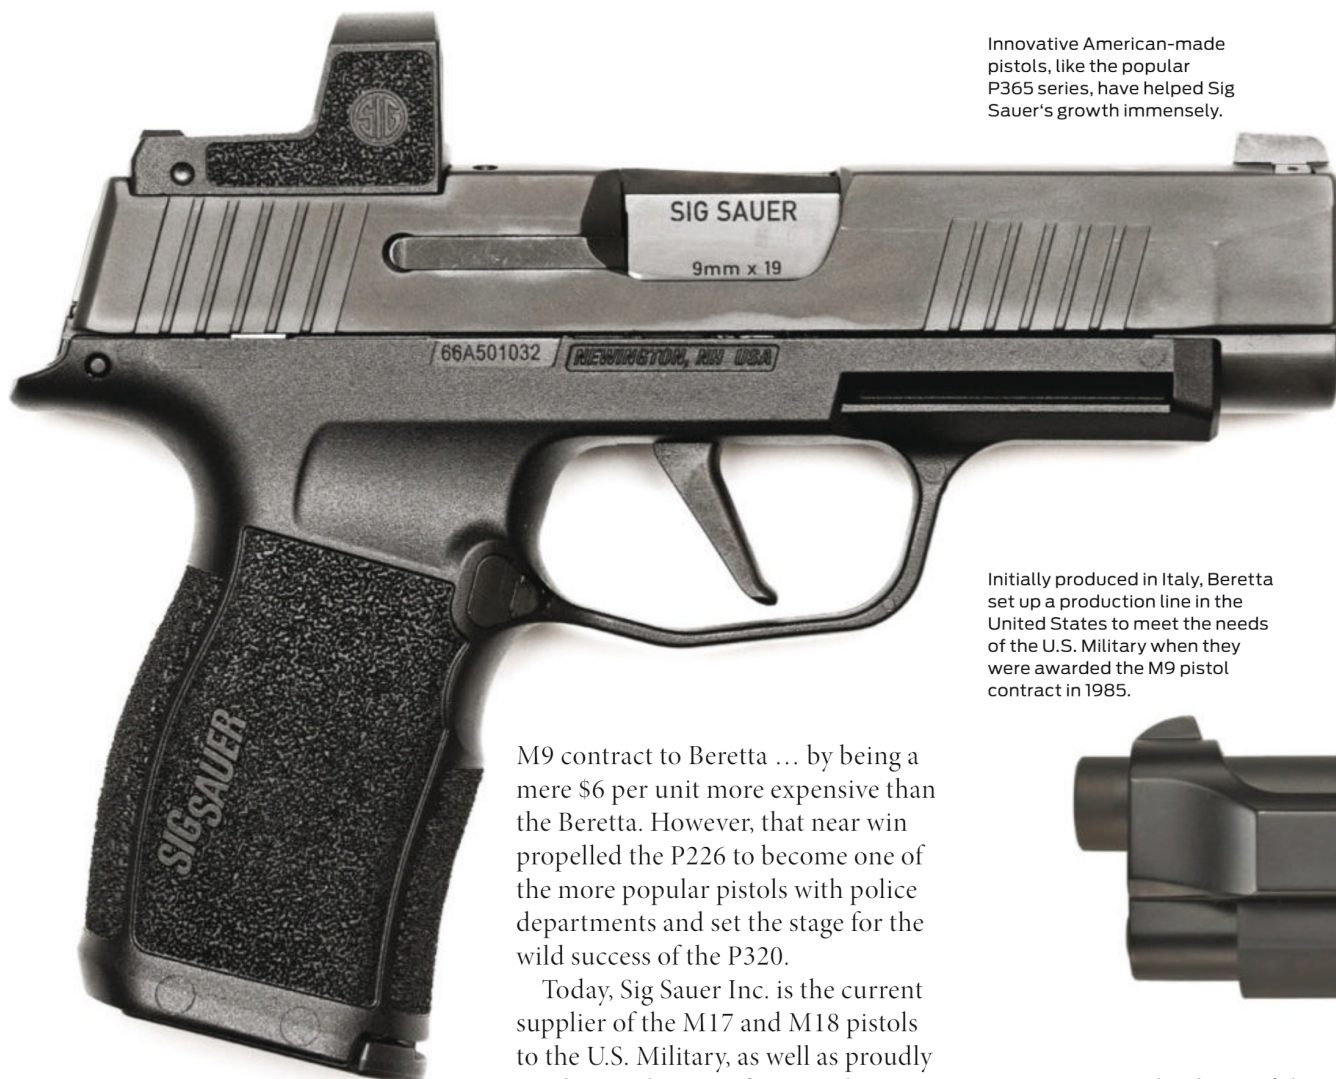 Innovative American-made
pistols, like the popular
P365 series, have helped Sig
Sauer‘s growth immensely.
SIG
SIG SAUER
9mm x 19
66A501032
NEWINGTON, NH USA
SIG SAUER
Initially produced in Italy, Beretta
set up a production line in the
United States to meet the needs
of the U.S. Military when they
were awarded the M9 pistol
contract in 1985.
M9 contract to Beretta … by being a
mere $6 per unit more expensive than
the Beretta. However, that near win
propelled the P226 to become one of
the more popular pistols with police
departments and set the stage for the
wild success of the P320.
Today, Sig Sauer Inc. is the current
supplier of the M17 and M18 pistols
to the U.S. Military, as well as proudly